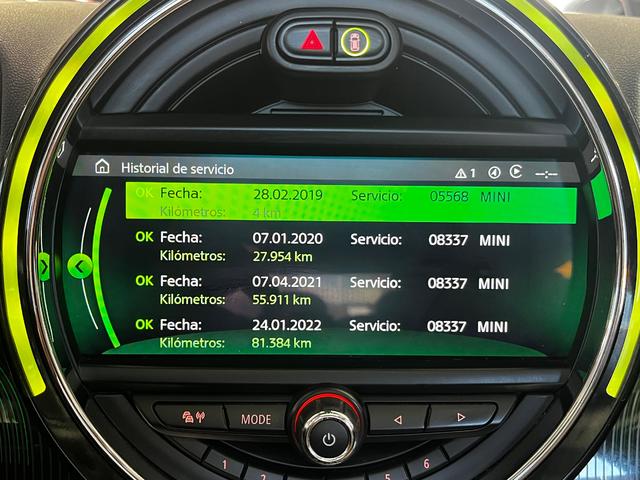 Historial de servicio 1 --:--
OK Fecha: 28.02.2019 Servicio: 05568 MINI
Kilómetros: 4 km
OK Fecha: 07.01.2020 Servicio: 08337 MINI
Kilómetros: 27.954 km
OK Fecha: 07.04.2021 Servicio: 08337 MINI
Kilómetros: 55.911 km
OK Fecha: 24.01.2022 Servicio: 08337 MINI
Kilómetros: 81.384 km
MODE
1 2 5 6